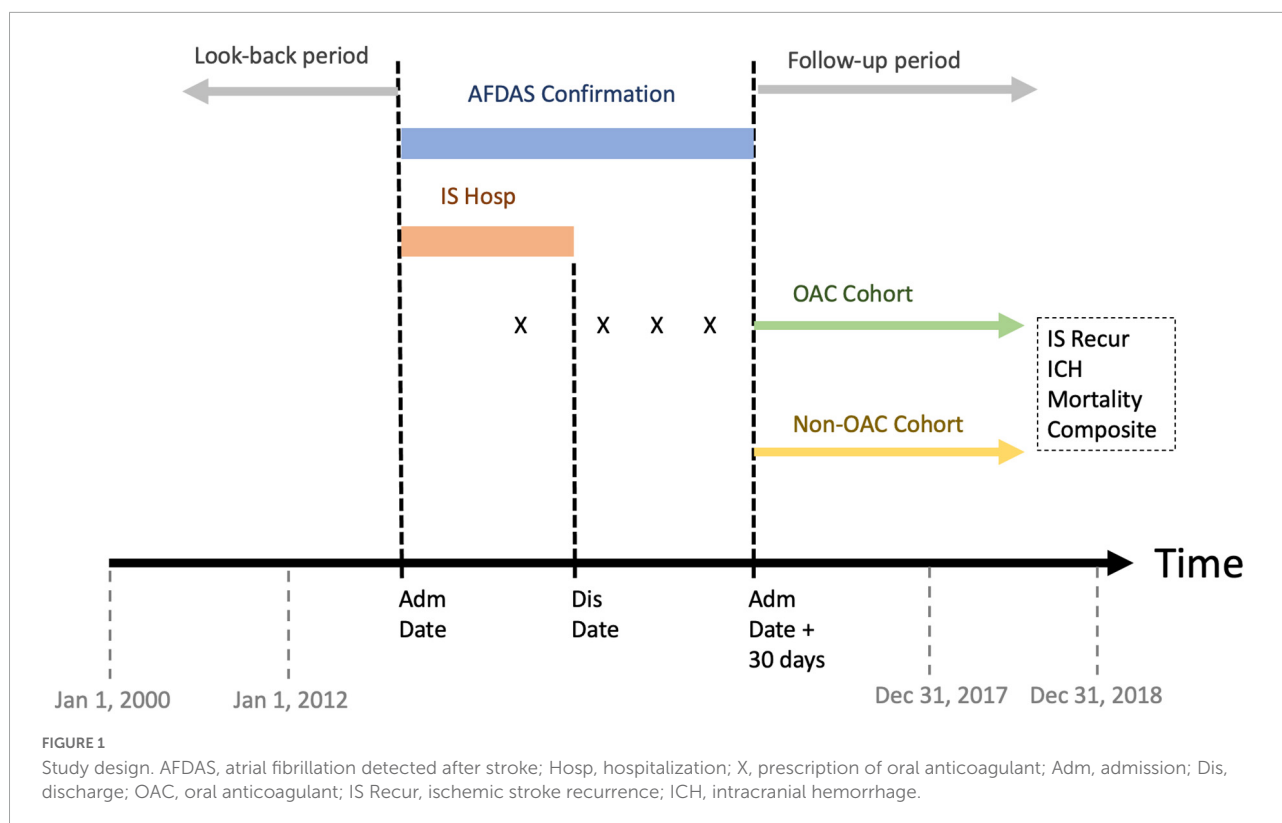 Look-back period
Follow-up period
AFDAS Confirmation
IS Hosp
OAC Cohort
X X X X
IS Recur
ICH
Mortality
Composite
Non-OAC Cohort
Time
Adm
Date
Dis
Date
Adm
Date +
30 days
Jan 1, 2000
Jan 1, 2012
Dec 31, 2017
Dec 31, 2018
FIGURE 1
Study design. AFDAS, atrial fibrillation detected after stroke; Hosp, hospitalization; X, prescription of oral anticoagulant; Adm, admission; Dis,
discharge; OAC, oral anticoagulant; IS Recur, ischemic stroke recurrence; ICH, intracranial hemorrhage.